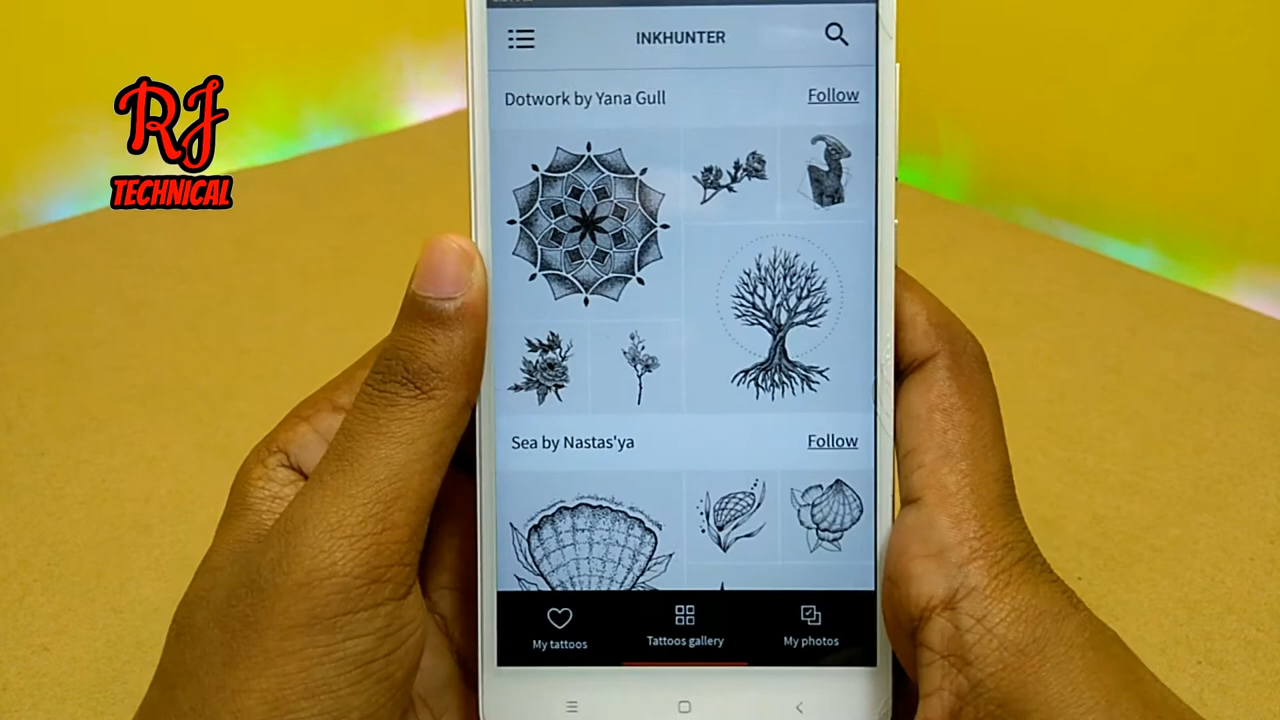 RJ
TECHNICAL
INKHUNTER
Dotwork by Yana Gull
Follow
Sea by Nastas'ya
Follow
My tattoos
Tattoos gallery
My photos